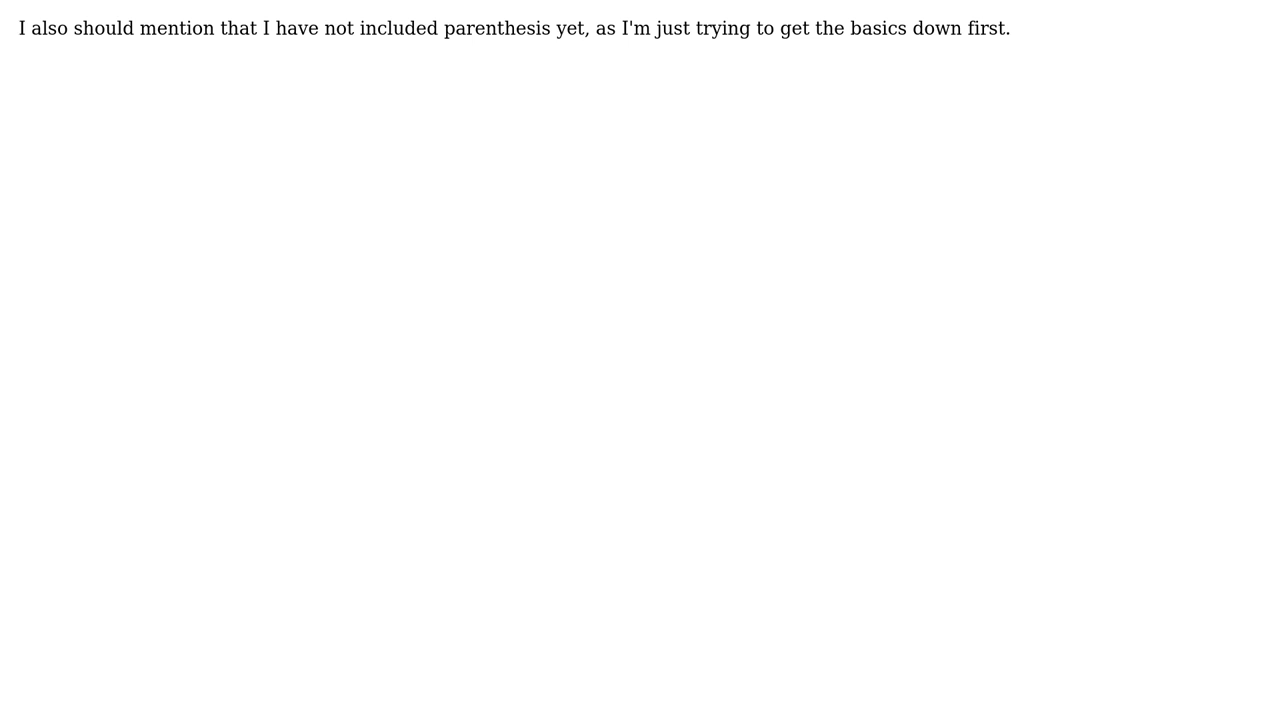 I also should mention that I have not included parenthesis yet, as I'm just trying to get the basics down first.